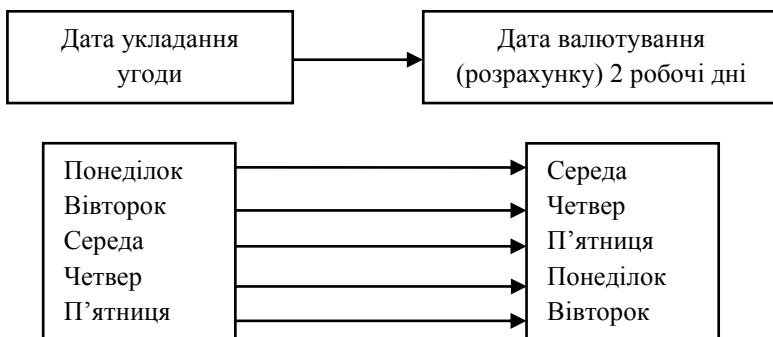 Дата укладання
угоди
Дата валютування
(розрахунку) 2 робочі дні
Понеділок
Вівторок
Середа
Четвер
П’ятниця
Середа
Четвер
П’ятниця
Понеділок
Вівторок